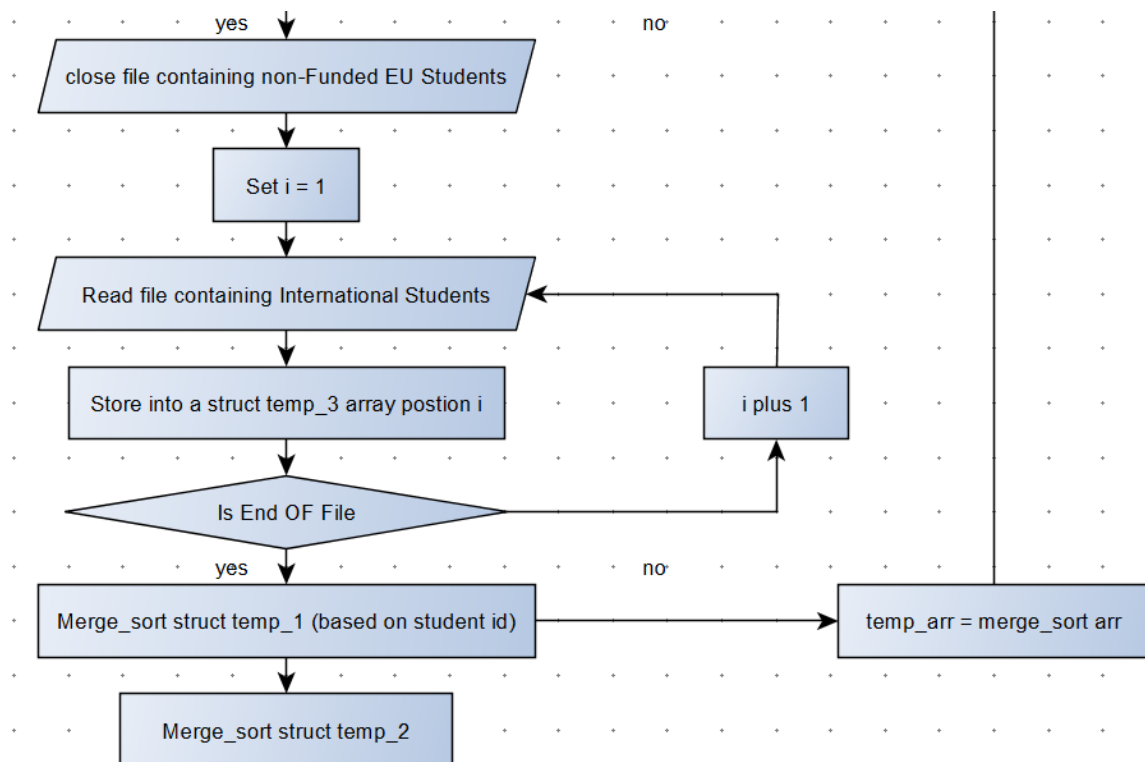 yes
no
close file containing non-Funded EU Students
Set i = 1
Read file containing International Students
Store into a struct temp_3 array postion i
i plus 1
Is End OF File
yes
no
Merge_sort struct temp_1 (based on student id)
temp_arr = merge_sort arr
Merge_sort struct temp_2